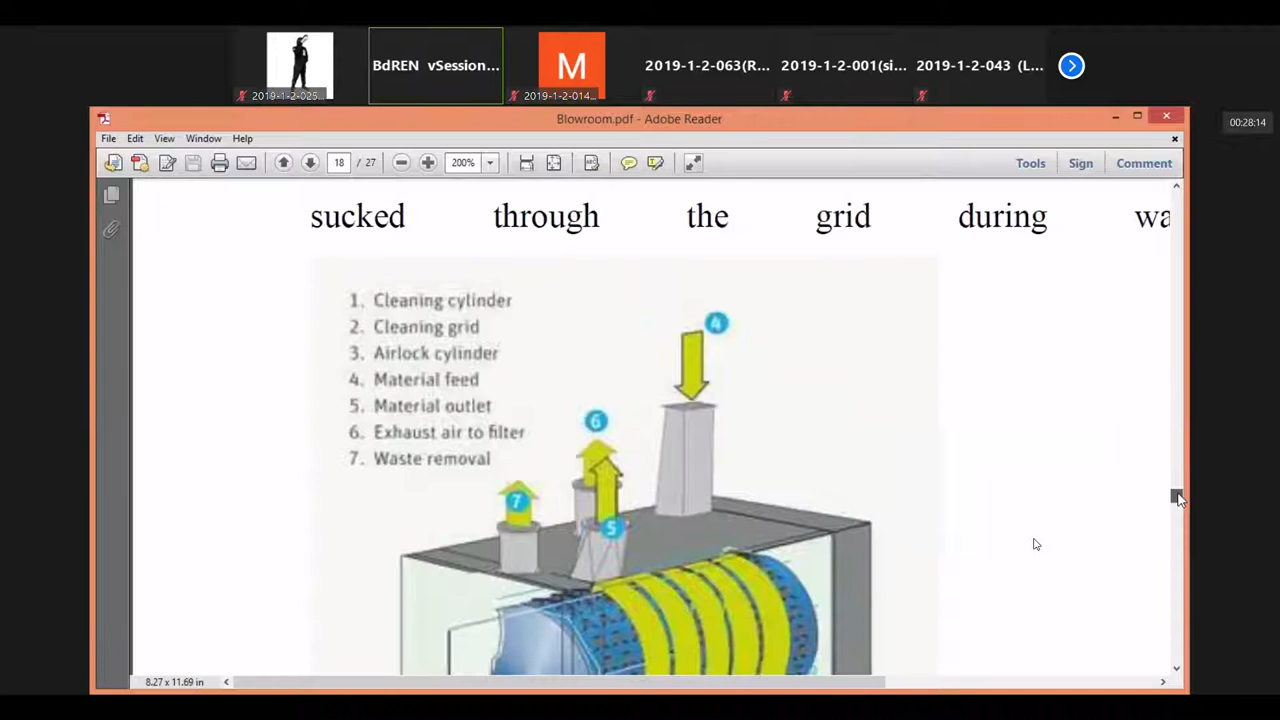 M
BdREN vSession...
2019-1-2-063(R...
2019-1-2-001(si...
2019-1-2-043 (L...
2019-1-2-025...
2019-1-2-014...
Blowroom.pdf - Adobe Reader
00:28:14
File Edit View Window Help
18 / 27
200%
Tools Sign Comment
sucked through the grid during wa
1. Cleaning cylinder
2. Cleaning grid
3. Airlock cylinder
4. Material feed
5. Material outlet
6. Exhaust air to filter
7. Waste removal
4
6
7
5
8.27 x 11.69 in